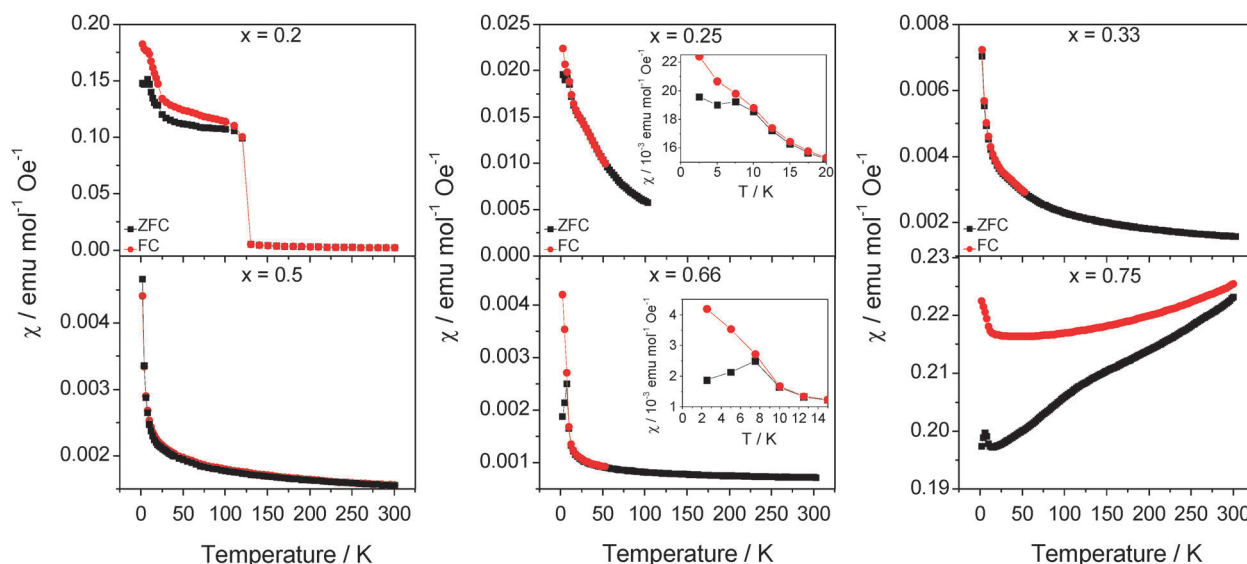 x = 0.2
0.20
0.15
0.10
0.05
0.00
ZFC
FC
χ / emu mol⁻¹ Oe⁻¹
x = 0.25
0.025
0.020
0.015
0.010
0.005
0.000
χ / emu mol⁻¹ Oe⁻¹
22
21
20
19
18
17
16
15
χ / 10⁻³ emu mol⁻¹ Oe⁻¹
0 5 10 15 20
T / K
x = 0.33
0.008
0.006
0.004
0.002
ZFC
FC
χ / emu mol⁻¹ Oe⁻¹
x = 0.5
0.004
0.003
0.002
0 50 100 150 200 250 300
Temperature / K
x = 0.66
0.004
0.003
0.002
0.001
4
3
2
1
χ / 10⁻³ emu mol⁻¹ Oe⁻¹
2 4 6 8 10 12 14
T / K
0 50 100 150 200 250 300
Temperature / K
x = 0.75
0.23
0.22
0.21
0.20
0.19
0 50 100 150 200 250 300
Temperature / K